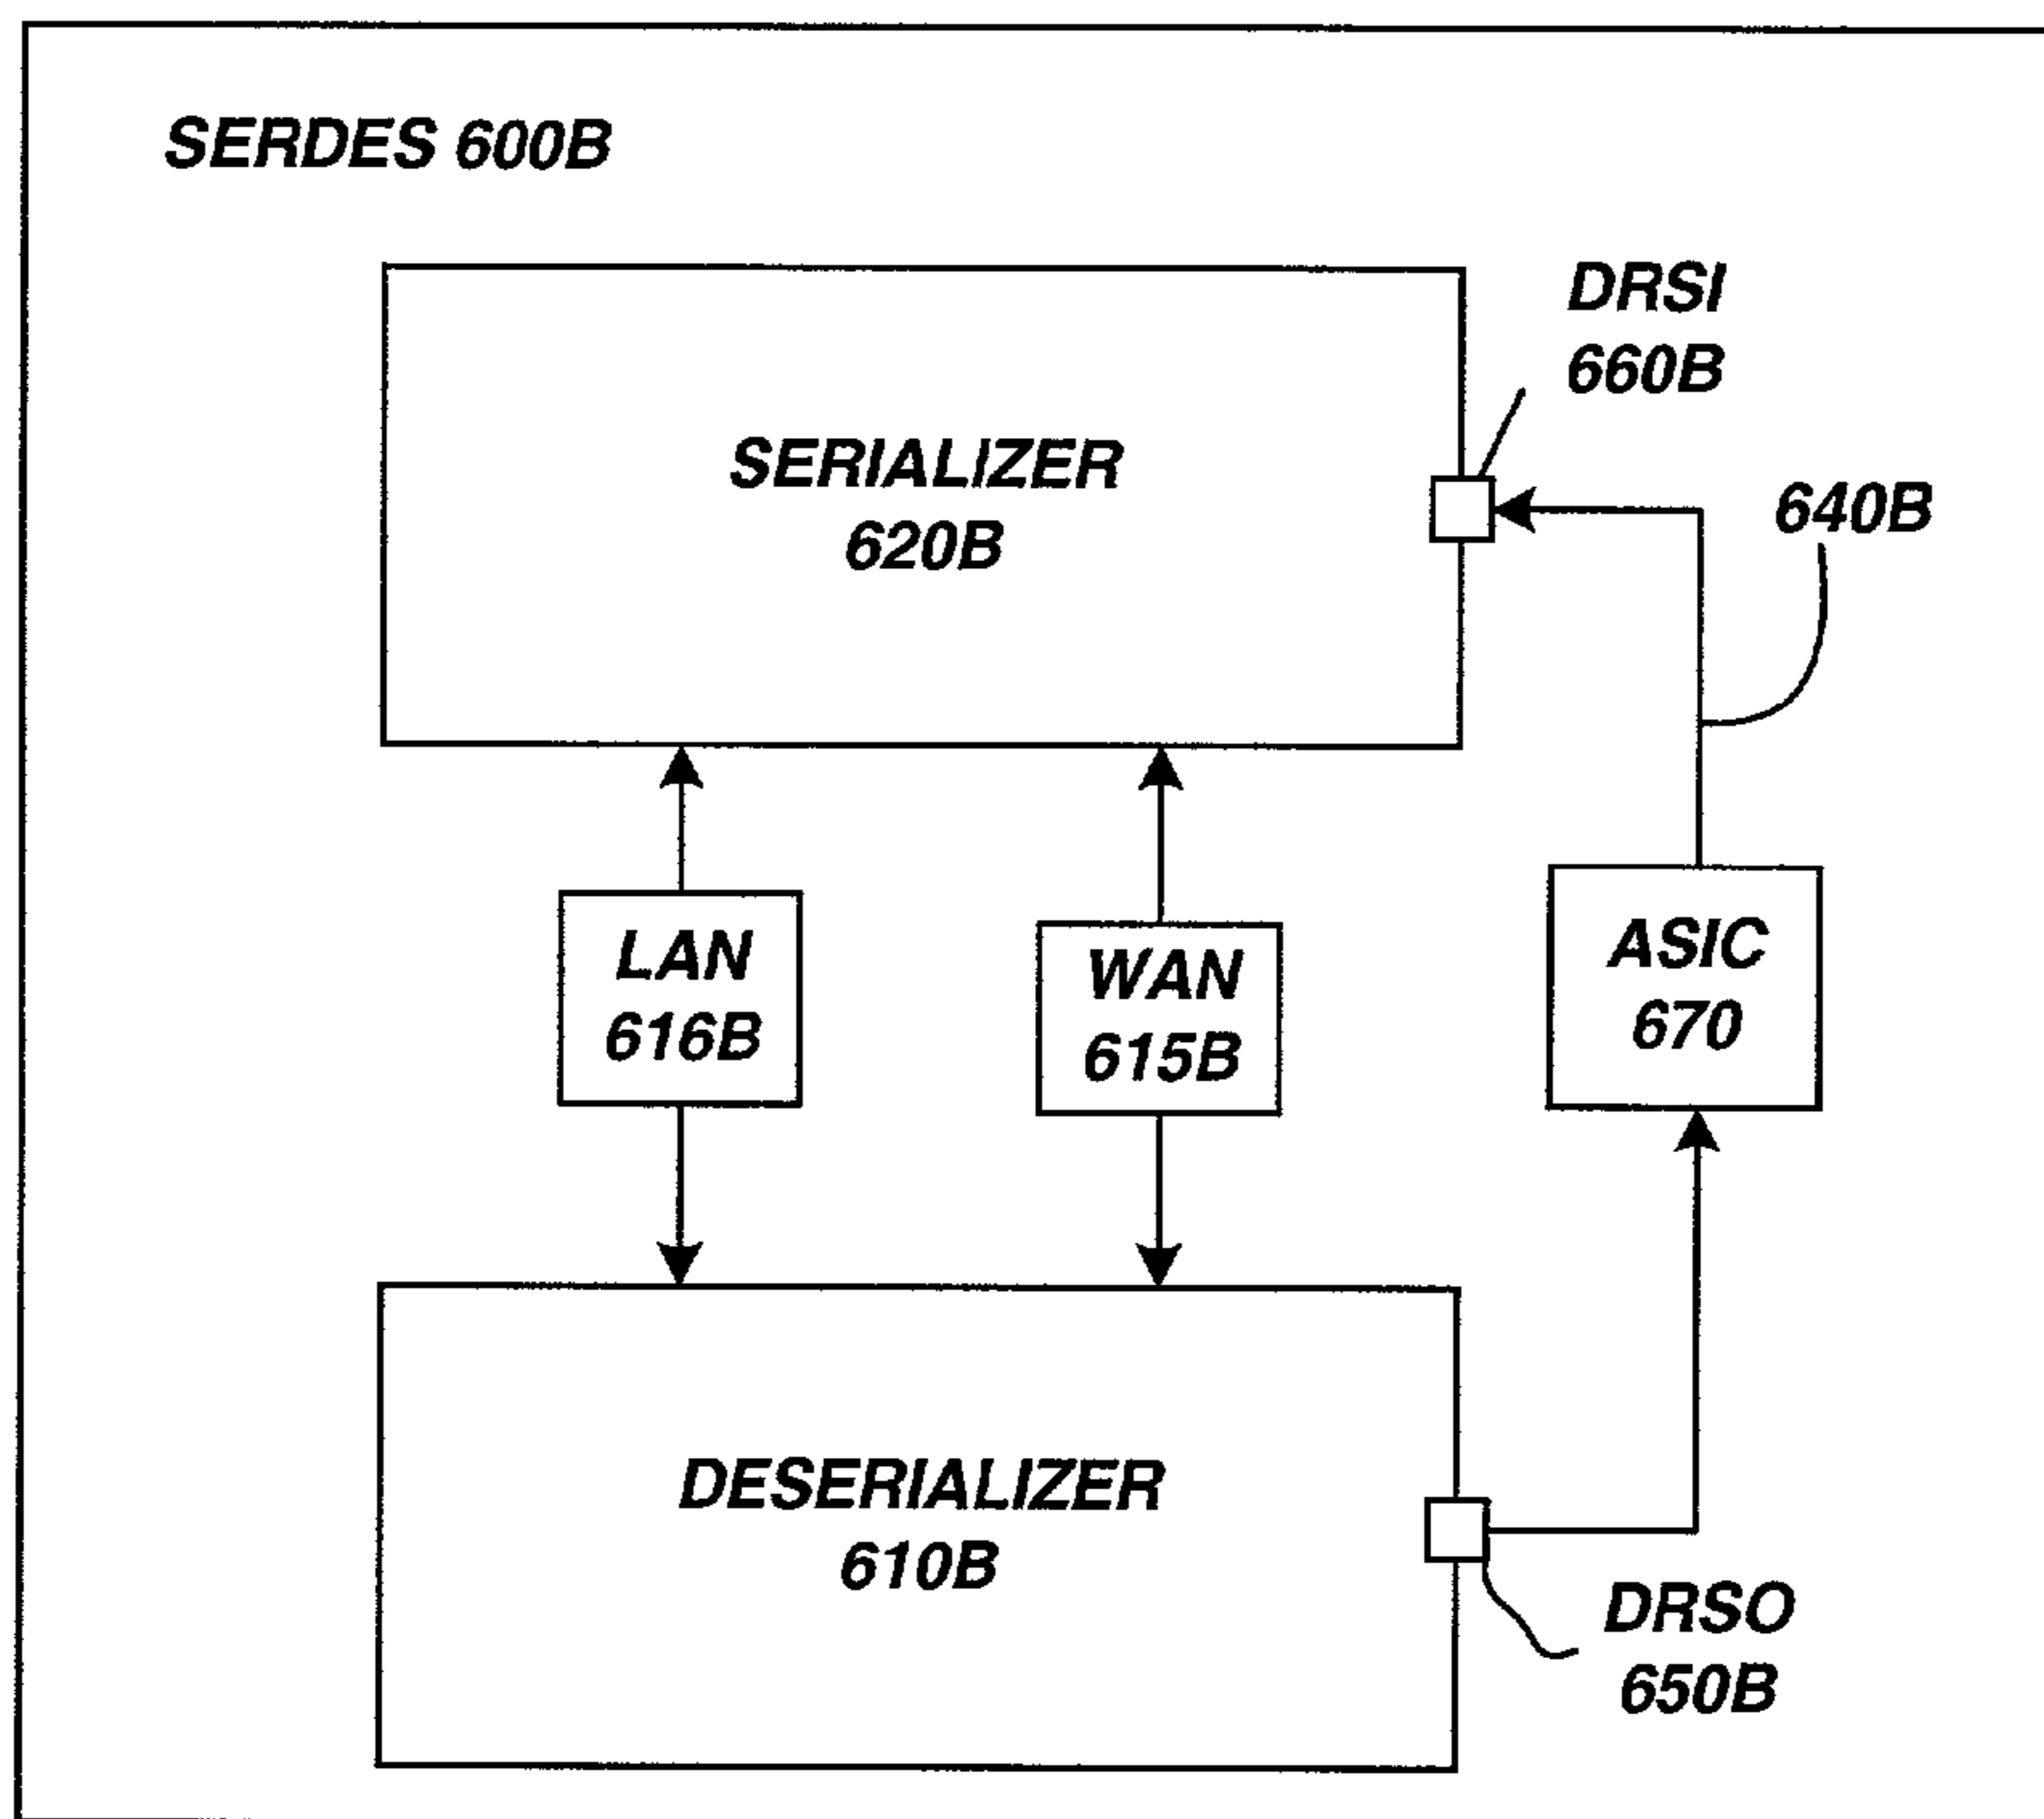 SERDES 600B
DRSI
660B
SERIALIZER
620B
640B
LAN
616B
WAN
615B
ASIC
670
DESERIALIZER
610B
DRSO
650B